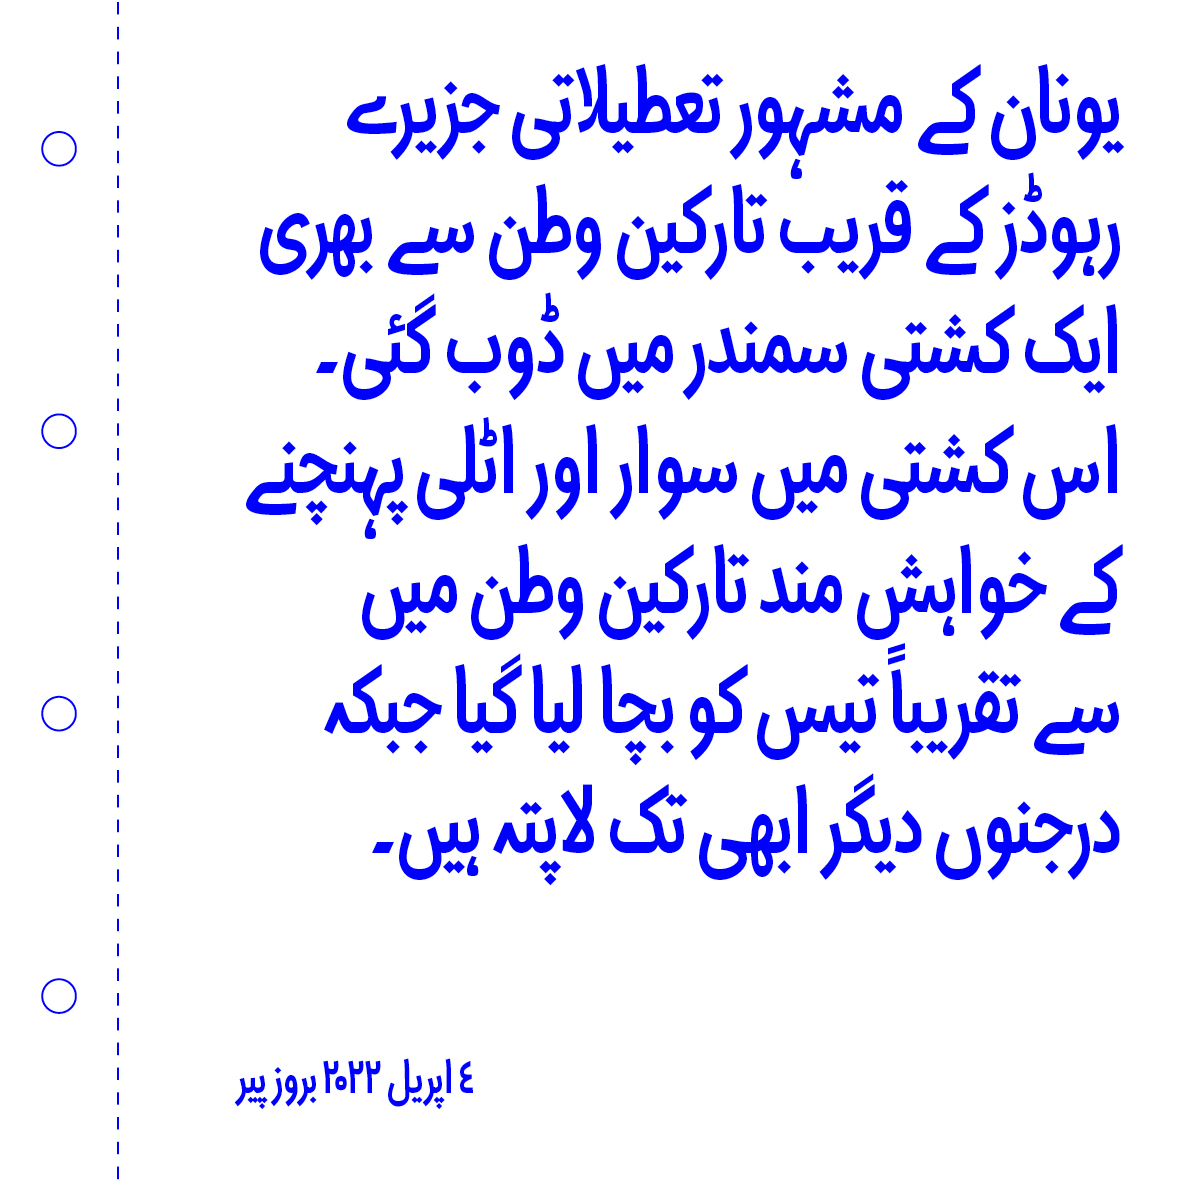 یونان کے مشہور تعطیلاتی جزیرے
رہوڈز کے قریب تارکین وطن سے بھری
ایک کشتی سمندر میں ڈوب گئی۔
اس کشتی میں سوار اور اٹلی پہنچنے
کے خواہش مند تارکین وطن میں
سے تقریباً تیس کو بچا لیا گیا جبکہ
درجنوں دیگر ابھی تک لاپتہ ہیں۔
٤ اپریل ٢٠٢٢ بروز پیر